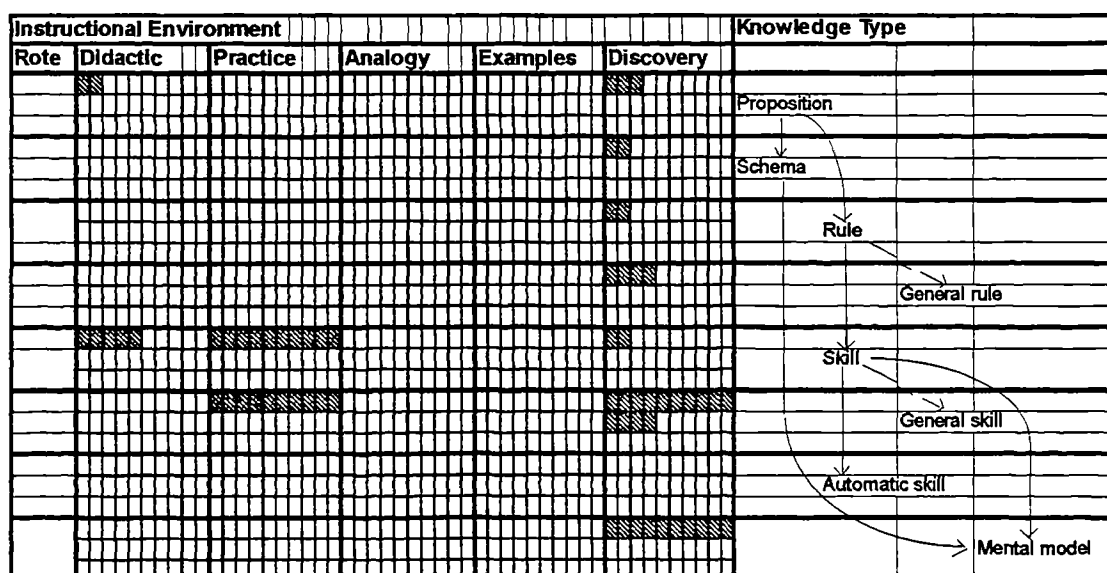 Instructional Environment Knowledge Type
Rote Didactic Practice Analogy Examples Discovery
Proposition
Schema
Rule
General rule
Skill
General skill
Automatic skill
Mental model